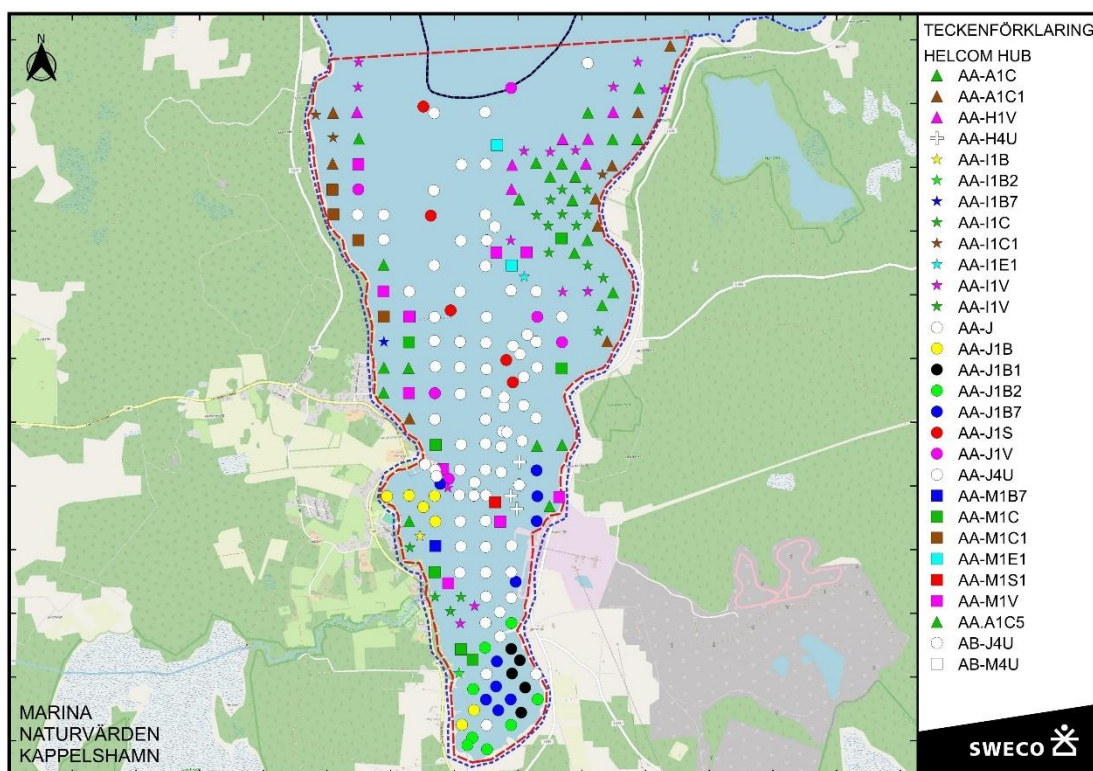 N
TECKENFÖRKLARING
HELCOM HUB
AA-A1C
AA-A1C1
AA-H1V
AA-H4U
AA-I1B
AA-I1B2
AA-I1B7
AA-I1C
AA-I1C1
AA-I1E1
AA-I1V
AA-I1V
AA-J
AA-J1B
AA-J1B1
AA-J1B2
AA-J1B7
AA-J1S
AA-J1V
AA-J4U
AA-M1B7
AA-M1C
AA-M1C1
AA-M1E1
AA-M1S1
AA-M1V
AA.A1C5
AB-J4U
AB-M4U
MARINA
NATURVÄRDEN
KAPPELSHAMN
SWECO